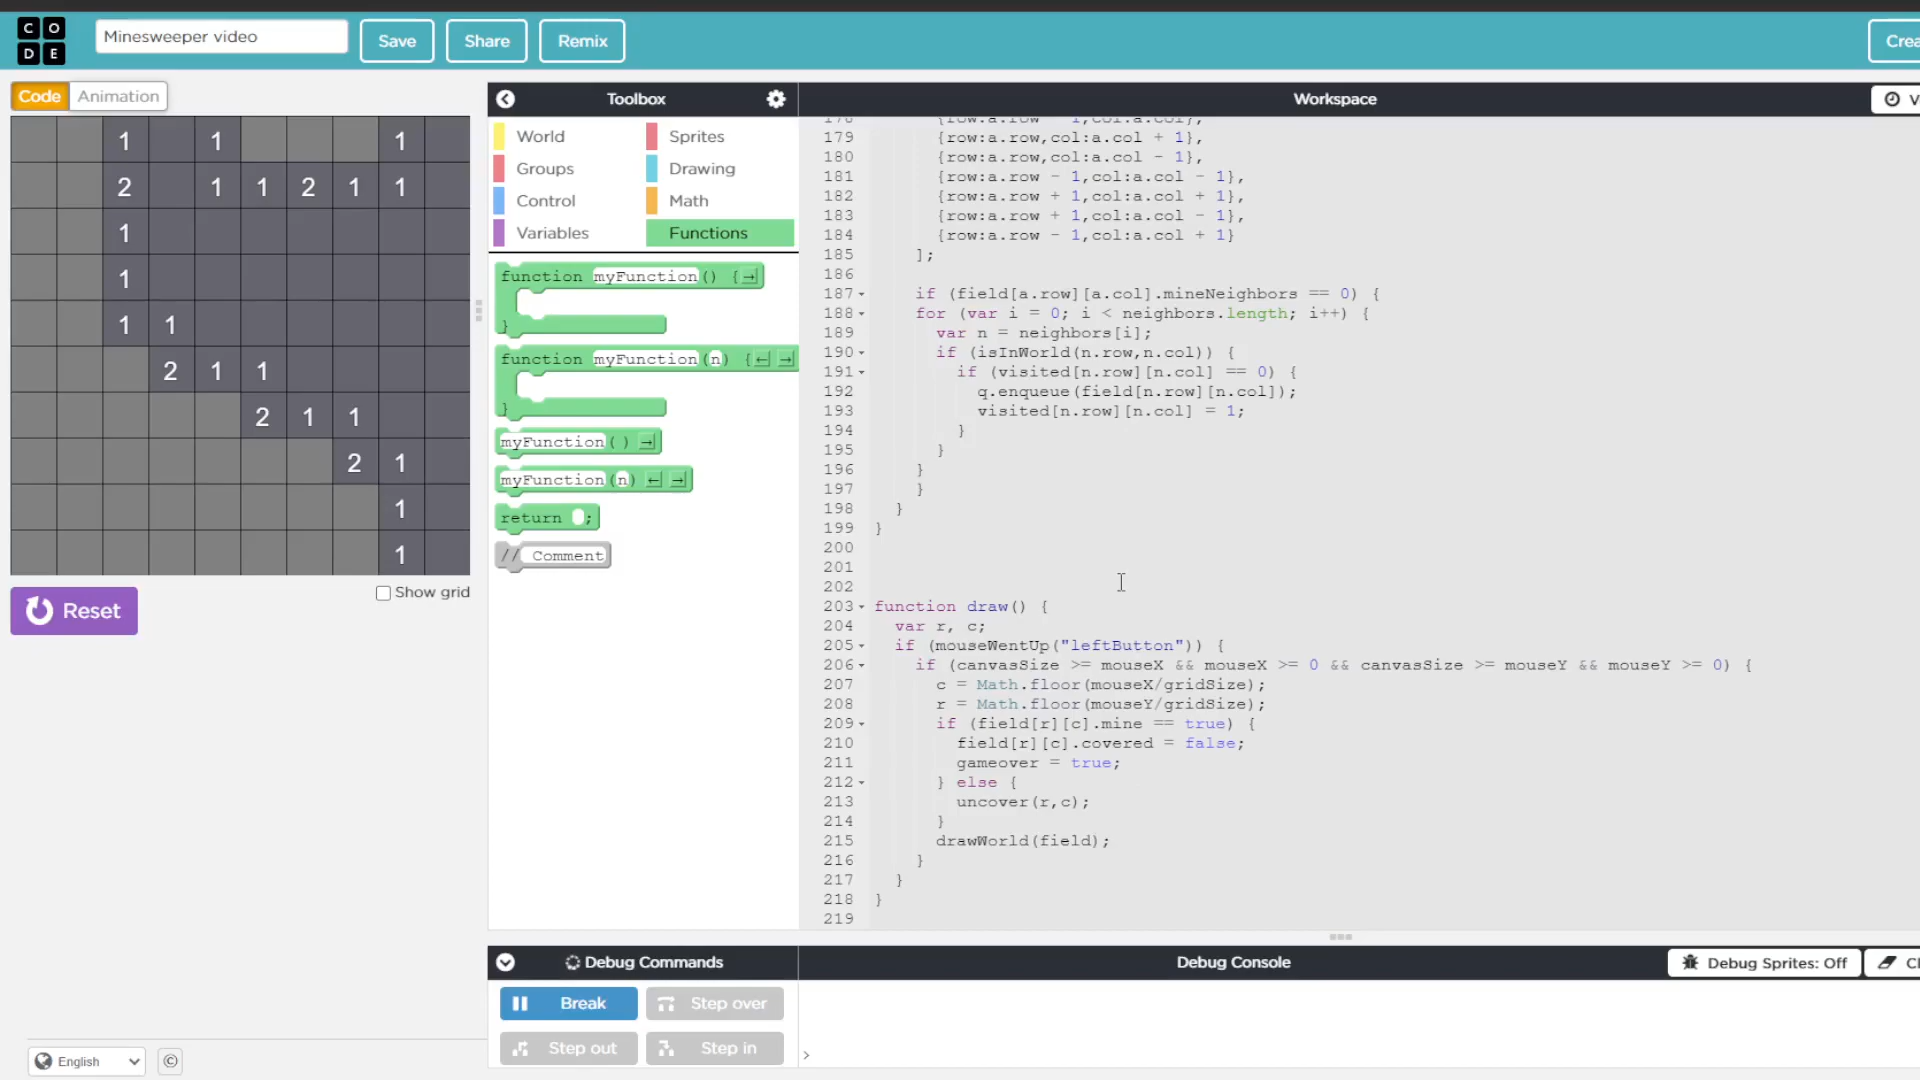 C O
D E
Minesweeper video
Save
Share
Remix
Crea
Code
Animation
Toolbox
Workspace
V
1 1 1
2 1 1 2 1 1
1
1
1 1
2 1 1
2 1 1
2 1
1
1
Show grid
Reset
World
Sprites
Groups
Drawing
Control
Math
Variables
Functions
function myFunction() {→
}
function myFunction(n) {← →
}
myFunction() →
myFunction(n) ← →
return ;
// Comment
178 {row:a.row - 1,col:a.col},
179 {row:a.row,col:a.col + 1},
180 {row:a.row,col:a.col - 1},
181 {row:a.row - 1,col:a.col - 1},
182 {row:a.row + 1,col:a.col + 1},
183 {row:a.row + 1,col:a.col - 1},
184 {row:a.row - 1,col:a.col + 1}
185 ];
186
187 if (field[a.row][a.col].mineNeighbors == 0) {
188 for (var i = 0; i < neighbors.length; i++) {
189 var n = neighbors[i];
190 if (isInWorld(n.row,n.col)) {
191 if (visited[n.row][n.col] == 0) {
192 q.enqueue(field[n.row][n.col]);
193 visited[n.row][n.col] = 1;
194 }
195 }
196 }
197 }
198 }
199 }
200
201
202
203 function draw() {
204 var r, c;
205 if (mouseWentUp("leftButton")) {
206 if (canvasSize >= mouseX && mouseX >= 0 && canvasSize >= mouseY && mouseY >= 0) {
207 c = Math.floor(mouseX/gridSize);
208 r = Math.floor(mouseY/gridSize);
209 if (field[r][c].mine == true) {
210 field[r][c].covered = false;
211 gameover = true;
212 } else {
213 uncover(r,c);
214 }
215 drawWorld(field);
216 }
217 }
218 }
219
Debug Commands
Debug Console
Debug Sprites: Off
Cl
Break
Step over
Step out
Step in
>
English
©